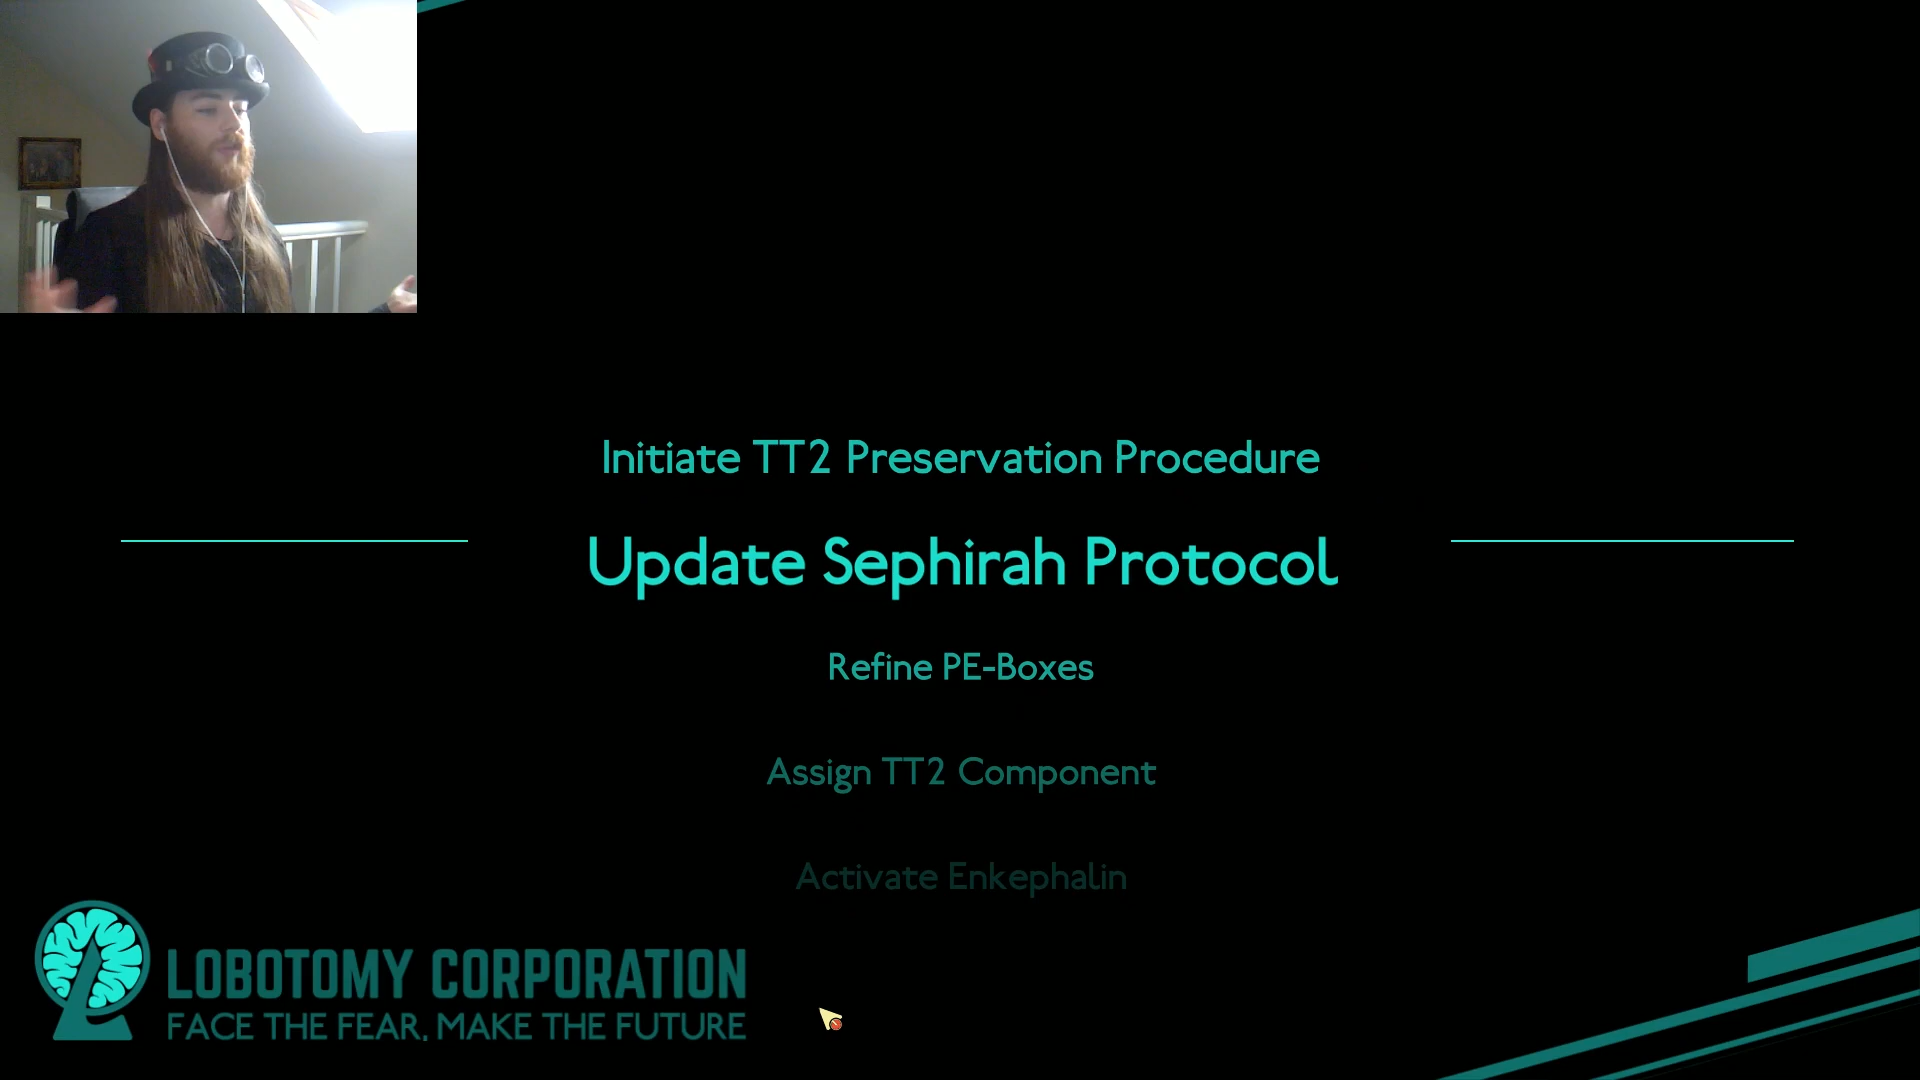 Initiate TT2 Preservation Procedure
Update Sephirah Protocol
Refine PE-Boxes
Assign TT2 Component
Activate Enkephalin
LOBOTOMY CORPORATION
FACE THE FEAR, MAKE THE FUTURE